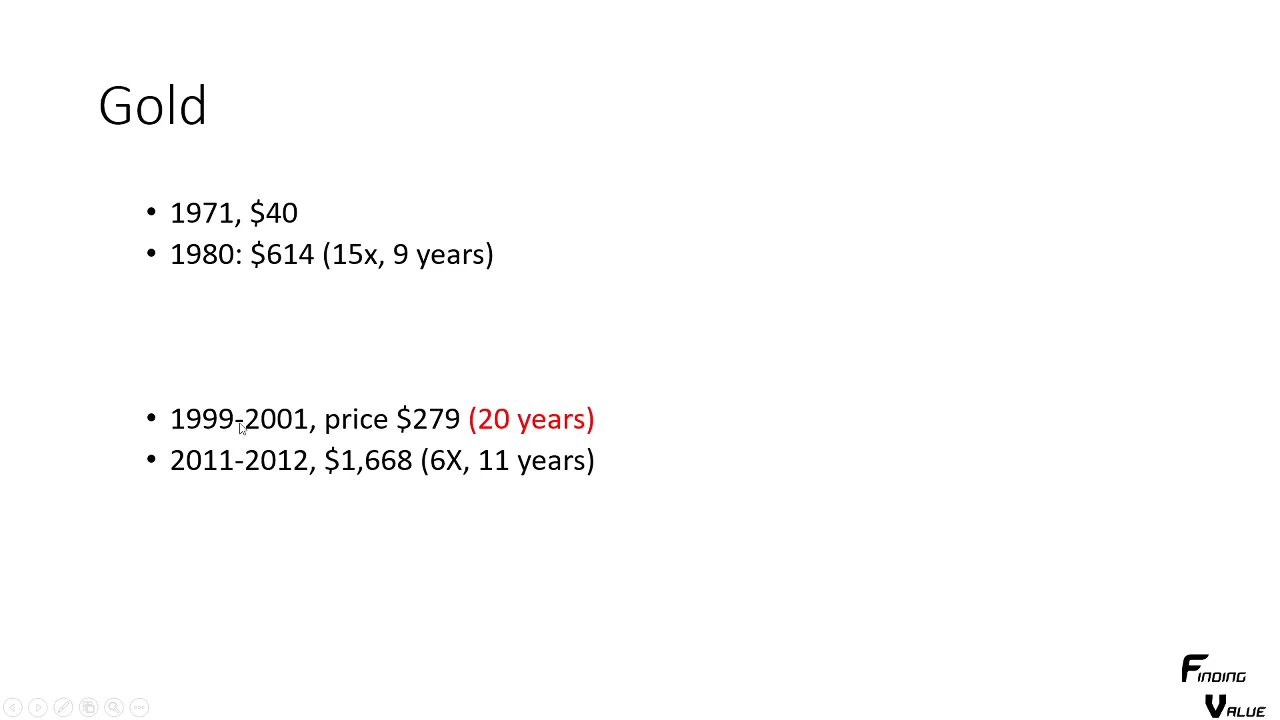 Gold
• 1971, $40
• 1980: $614 (15x, 9 years)
• 1999-2001, price $279 (20 years)
• 2011-2012, $1,668 (6X, 11 years)
FINDING
VALUE